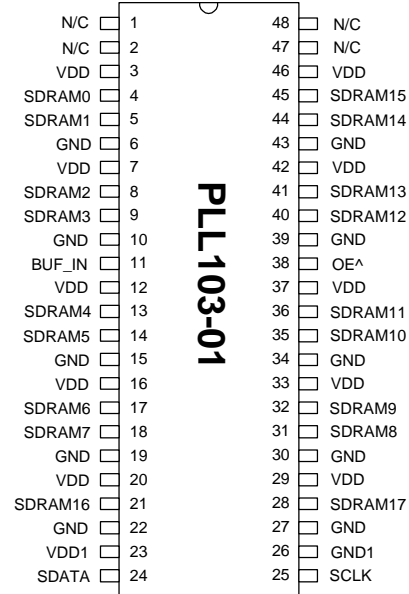 N/C 1 48 N/C
N/C 2 47 N/C
VDD 3 46 VDD
SDRAM0 4 45 SDRAM15
SDRAM1 5 44 SDRAM14
GND 6 43 GND
VDD 7 42 VDD
SDRAM2 8 41 SDRAM13
SDRAM3 9 40 SDRAM12
GND 10 39 GND
BUF_IN 11 38 OE^
VDD 12 37 VDD
SDRAM4 13 36 SDRAM11
SDRAM5 14 35 SDRAM10
GND 15 34 GND
VDD 16 33 VDD
SDRAM6 17 32 SDRAM9
SDRAM7 18 31 SDRAM8
GND 19 30 GND
VDD 20 29 VDD
SDRAM16 21 28 SDRAM17
GND 22 27 GND
VDD1 23 26 GND1
SDATA 24 25 SCLK
PLL103-01